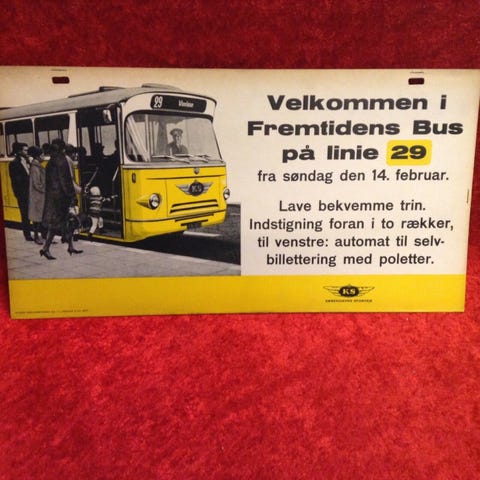 Velkommen i
Fremtidens Bus
på linie 29
fra søndag den 14. februar.
Lave bekvemme trin.
Indstigning foran i to rækker,
til venstre: automat til selv-
billettering med poletter.
29
KS
KS
KØBENHAVNS SPORVEJE